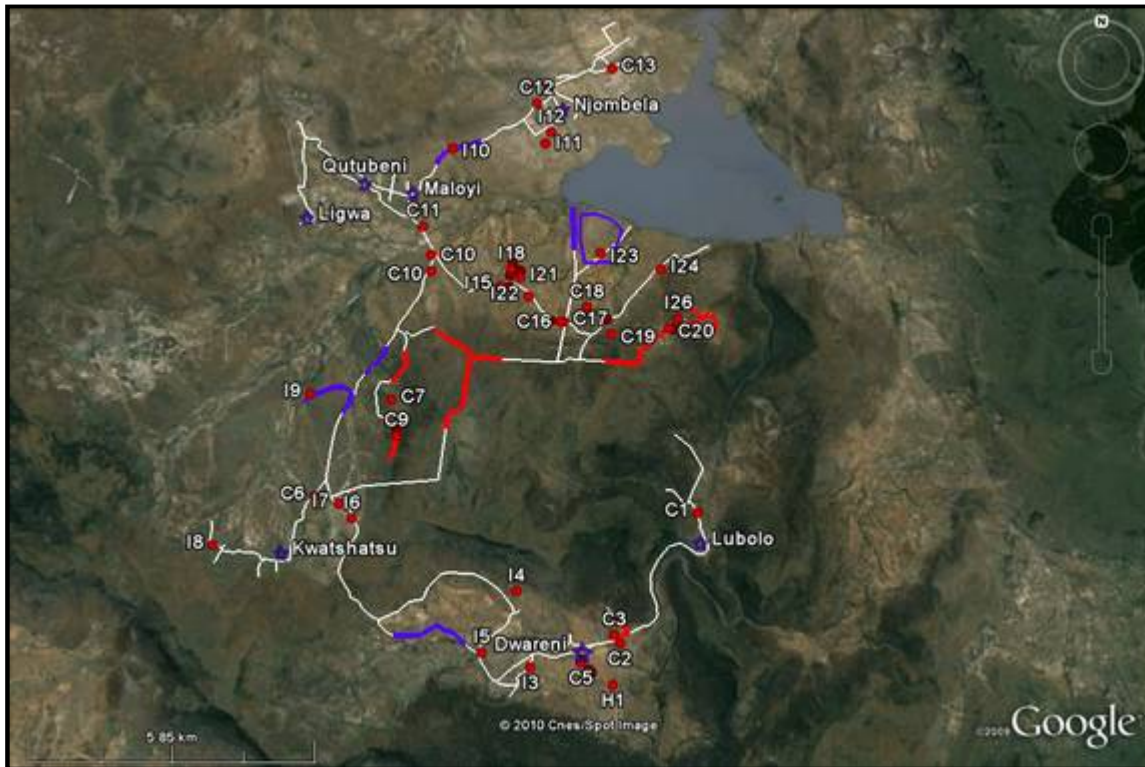 N
C13
C12
Njombela
I12
I11
I10
Qutubeni
Maloyi
Ligwa
C11
C10
C10
I18
I15
I21
I22
I23
I24
C18
C16
C17
I26
C19
C20
I9
C7
C9
C6
I7
I6
C1
I8
Kwatshatsu
Lubolo
I4
C3
I5
Dwareni
C2
I3
C5
H1
© 2010 Cnes/Spot Image
5.85 km
©2009 Google